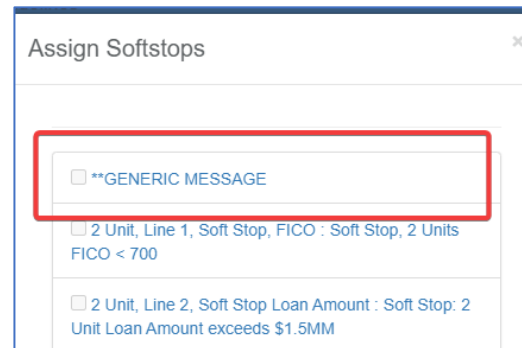 Assign Softstops
×
**GENERIC MESSAGE
2 Unit, Line 1, Soft Stop, FICO : Soft Stop, 2 Units
FICO < 700
2 Unit, Line 2, Soft Stop Loan Amount : Soft Stop: 2
Unit Loan Amount exceeds $1.5MM